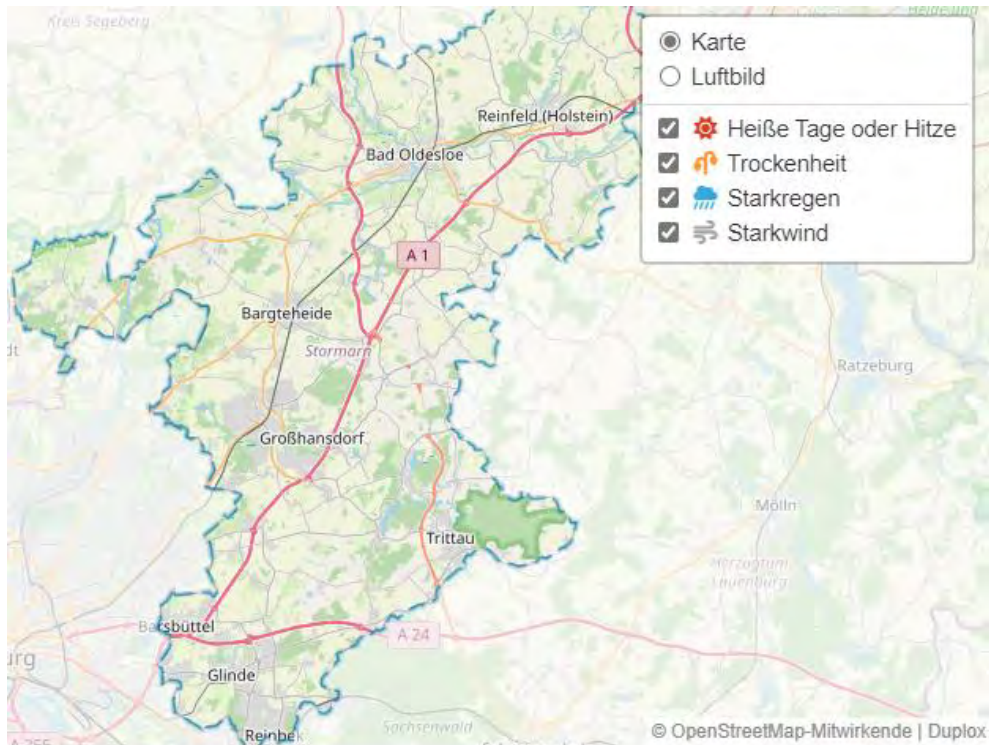 Kreis Segeberg
Karte
Luftbild
Heiße Tage oder Hitze
Trockenheit
Starkregen
Starkwind
Reinfeld (Holstein)
Bad Oldesloe
A 1
Bargteheide
Stormarn
Ratzeburg
Großhansdorf
Mölln
Trittau
Herzogtum
Lauenburg
Barsbüttel
A 24
urg
Glinde
Sachsenwald
Reinbek
© OpenStreetMap-Mitwirkende | Duplox